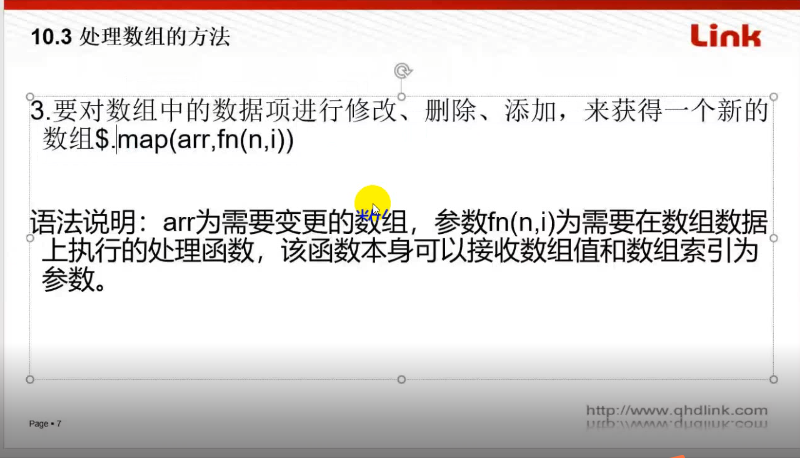 10.3 处理数组的方法
Link
3.要对数组中的数据项进行修改、删除、添加，来获得一个新的
数组$.map(arr,fn(n,i))
语法说明：arr为需要变更的数组，参数fn(n,i)为需要在数组数据
上执行的处理函数，该函数本身可以接收数组值和数组索引为
参数。
Page ▪ 7
http://www.qhdlink.com